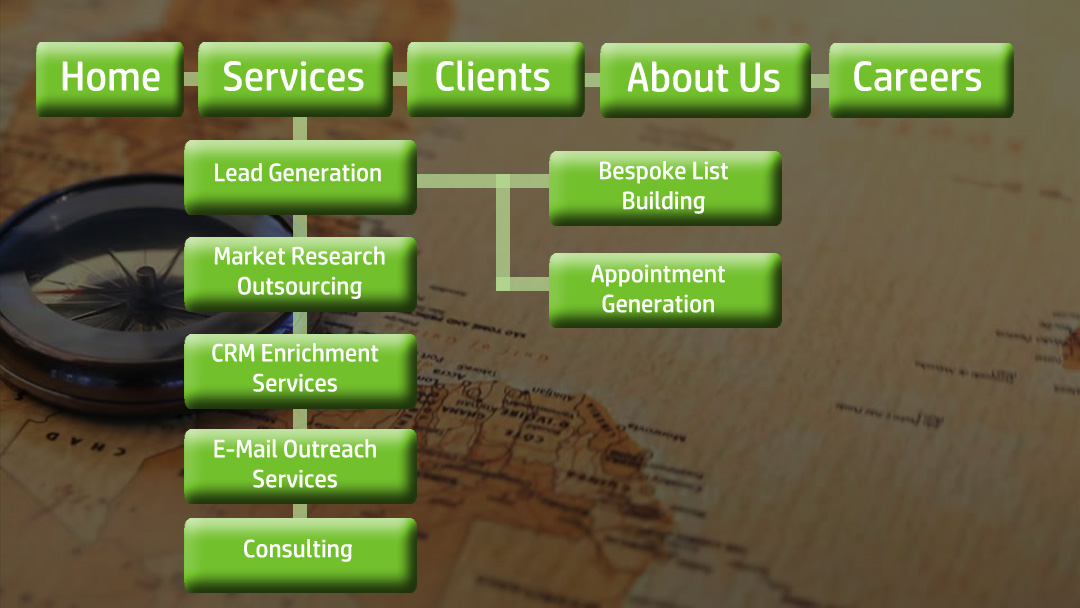 Home Services Clients About Us Careers
Lead Generation
Bespoke List
Building
Market Research
Outsourcing
Appointment
Generation
CRM Enrichment
Services
E-Mail Outreach
Services
Consulting
CHAD